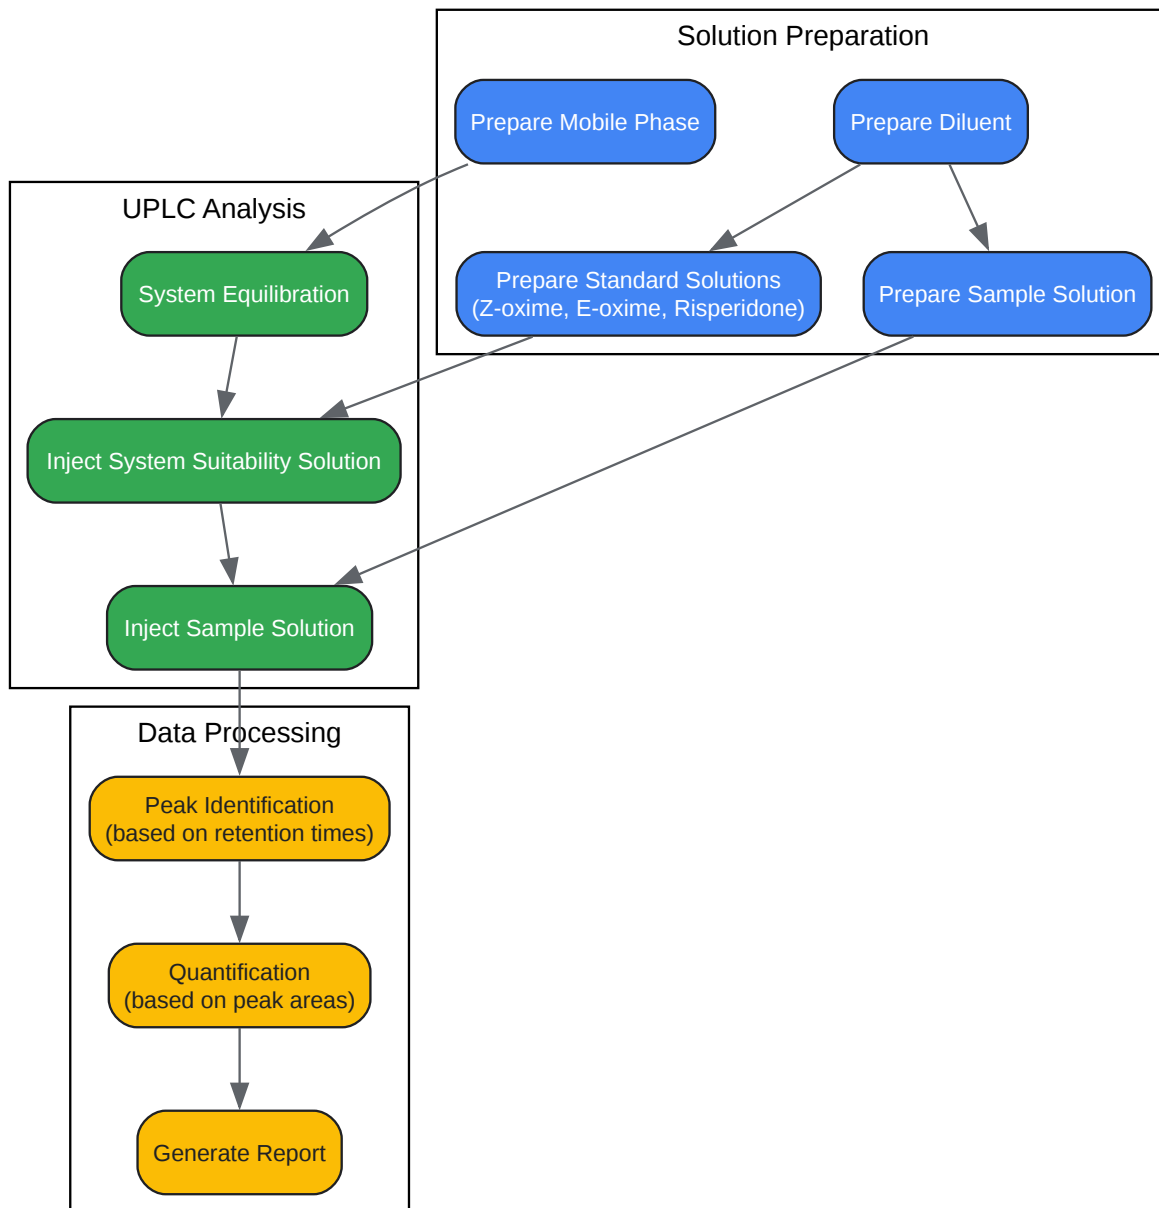 Solution Preparation
Prepare Mobile Phase
Prepare Diluent
Prepare Standard Solutions
(Z-oxime, E-oxime, Risperidone)
Prepare Sample Solution
UPLC Analysis
System Equilibration
Inject System Suitability Solution
Inject Sample Solution
Data Processing
Peak Identification
(based on retention times)
Quantification
(based on peak areas)
Generate Report